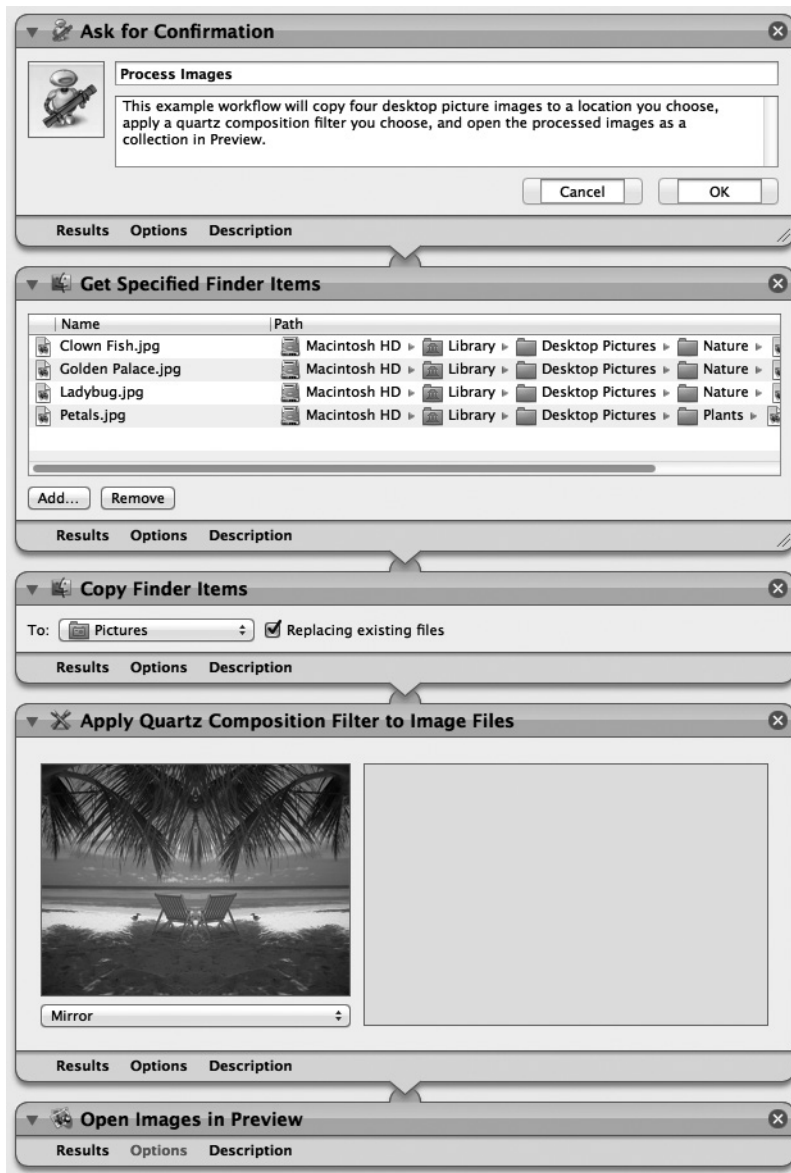 Ask for Confirmation
Process Images
This example workflow will copy four desktop picture images to a location you choose,
apply a quartz composition filter you choose, and open the processed images as a
collection in Preview.
Cancel OK
Results Options Description
Get Specified Finder Items
Name Path
Clown Fish.jpg Macintosh HD ▸ Library ▸ Desktop Pictures ▸ Nature ▸
Golden Palace.jpg Macintosh HD ▸ Library ▸ Desktop Pictures ▸ Nature ▸
Ladybug.jpg Macintosh HD ▸ Library ▸ Desktop Pictures ▸ Nature ▸
Petals.jpg Macintosh HD ▸ Library ▸ Desktop Pictures ▸ Plants ▸
Add... Remove
Results Options Description
Copy Finder Items
To: Pictures Replacing existing files
Results Options Description
Apply Quartz Composition Filter to Image Files
Mirror
Results Options Description
Open Images in Preview
Results Options Description